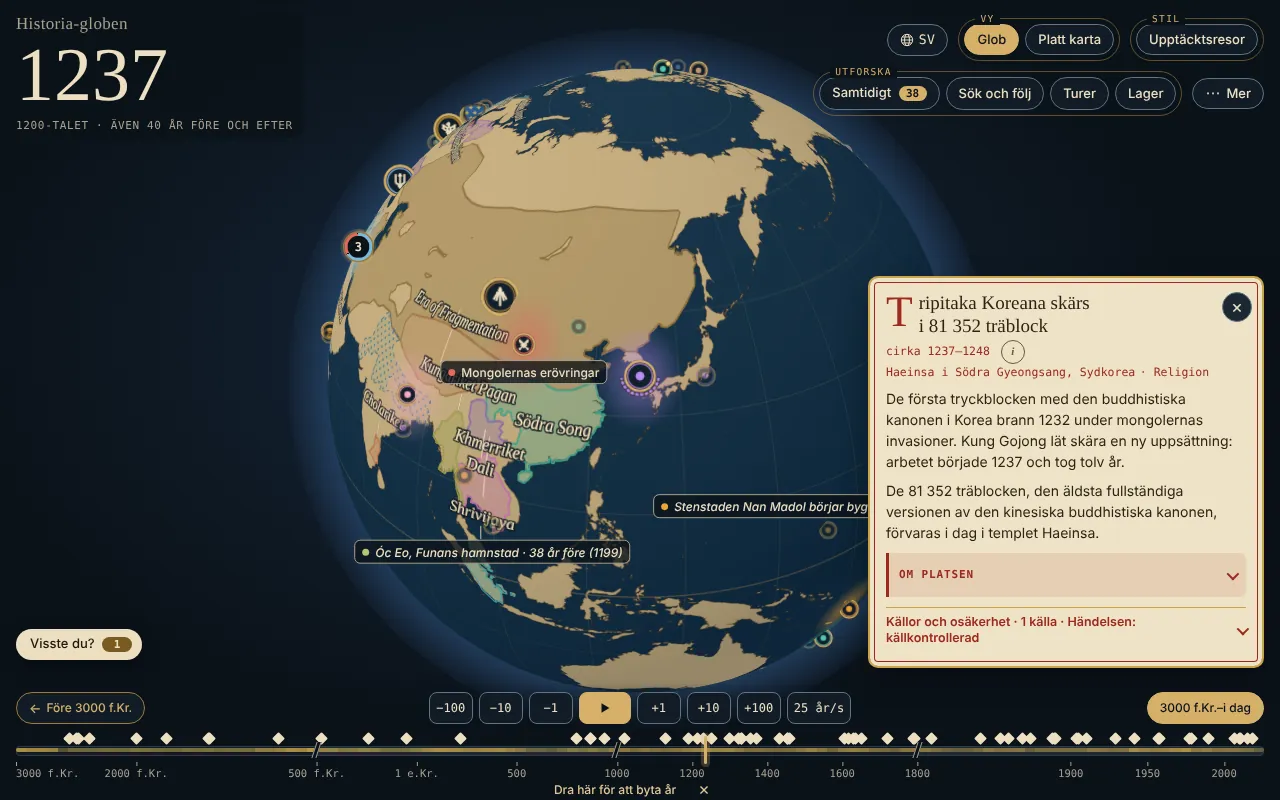 Historia-globen
1237
1200-TALET · ÄVEN 40 ÅR FÖRE OCH EFTER
SV
VY
Glob
Platt karta
STIL
Upptäcktsresor
UTFORSKA
Samtidigt 38
Sök och följ
Turer
Lager
··· Mer
3
Era of Fragmentation
Mongolernas erövringar
Pagan
Södra Song
Khmerriket
Dali
Shrivijaya
Stenstaden Nan Madol börjar byg
Óc Eo, Funans hamnstad · 38 år före (1199)
Tripitaka Koreana skärs
i 81 352 träblock
cirka 1237–1248 i
Haeinsa i Södra Gyeongsang, Sydkorea · Religion
De första tryckblocken med den buddhistiska
kanonen i Korea brann 1232 under mongolernas
invasioner. Kung Gojong lät skära en ny uppsättning:
arbetet började 1237 och tog tolv år.
De 81 352 träblocken, den äldsta fullständiga
versionen av den kinesiska buddhistiska kanonen,
förvaras i dag i templet Haeinsa.
OM PLATSEN
Källor och osäkerhet · 1 källa · Händelsen:
källkontrollerad
Visste du? 1
← Före 3000 f.Kr.
−100
−10
−1
+1
+10
+100
25 år/s
3000 f.Kr.–i dag
3000 f.Kr.
2000 f.Kr.
500 f.Kr.
1 e.Kr.
500
1000
1200
1400
1600
1800
1900
1950
2000
Dra här för att byta år ×